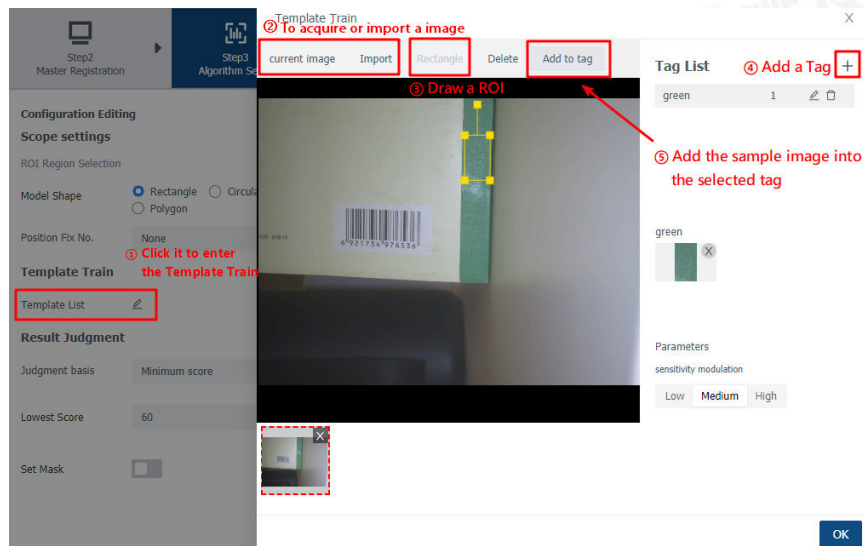 Template Train
X
② To acquire or import a image
Step2
Master Registration
Step3
Algorithm Se
current image
Import
Rectangle
Delete
Add to tag
Tag List
④ Add a Tag +
③ Draw a ROI
green
1
Configuration Editing
Scope settings
ROI Region Selection
Model Shape
Rectangle
Circula
Polygon
⑤ Add the sample image into
the selected tag
Position Fix No.
None
6 921734 976536
green
X
① Click it to enter
the Template Train
Template Train
Template List
Result Judgment
Judgment basis
Minimum score
Parameters
sensitivity modulation
Low
Medium
High
Lowest Score
60
X
Set Mask
OK